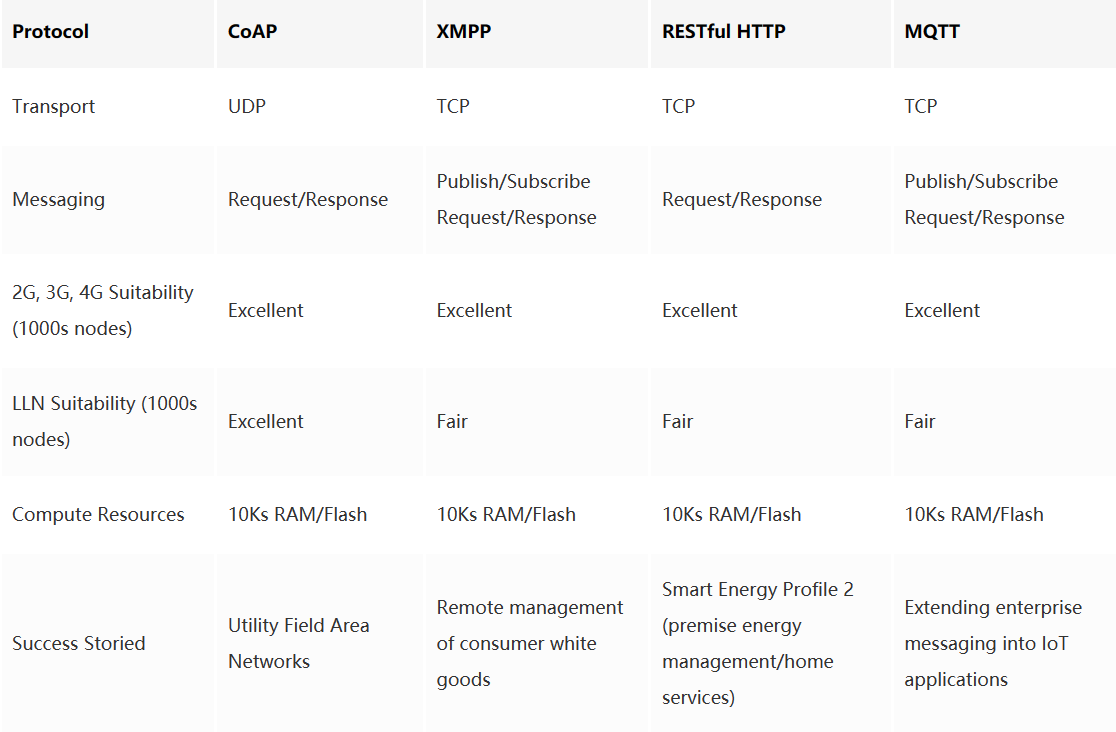 Protocol CoAP XMPP RESTful HTTP MQTT
Transport UDP TCP TCP TCP
Messaging Request/Response Publish/Subscribe Request/Response Request/Response Publish/Subscribe Request/Response
2G, 3G, 4G Suitability (1000s nodes) Excellent Excellent Excellent Excellent
LLN Suitability (1000s nodes) Excellent Fair Fair Fair
Compute Resources 10Ks RAM/Flash 10Ks RAM/Flash 10Ks RAM/Flash 10Ks RAM/Flash
Success Storied Utility Field Area Networks Remote management of consumer white goods Smart Energy Profile 2 (premise energy management/home services) Extending enterprise messaging into IoT applications